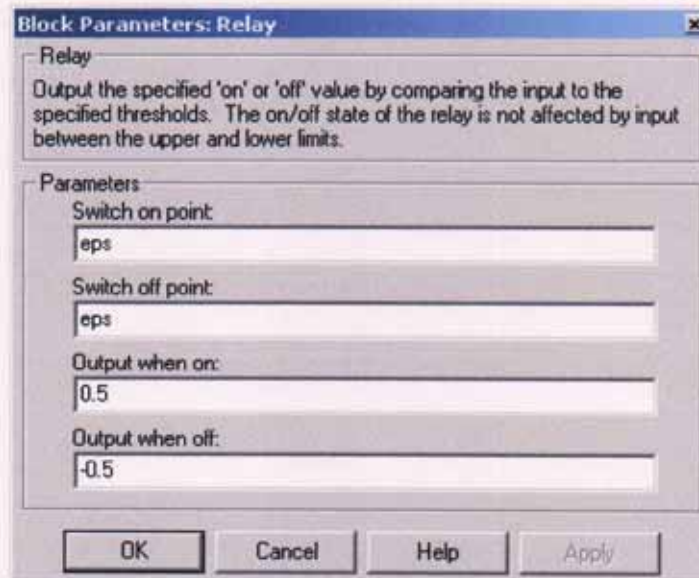 Block Parameters: Relay
Relay
Output the specified 'on' or 'off' value by comparing the input to the
specified thresholds. The on/off state of the relay is not affected by input
between the upper and lower limits.
Parameters
Switch on point:
eps
Switch off point:
eps
Output when on:
0.5
Output when off:
-0.5
OK
Cancel
Help
Apply